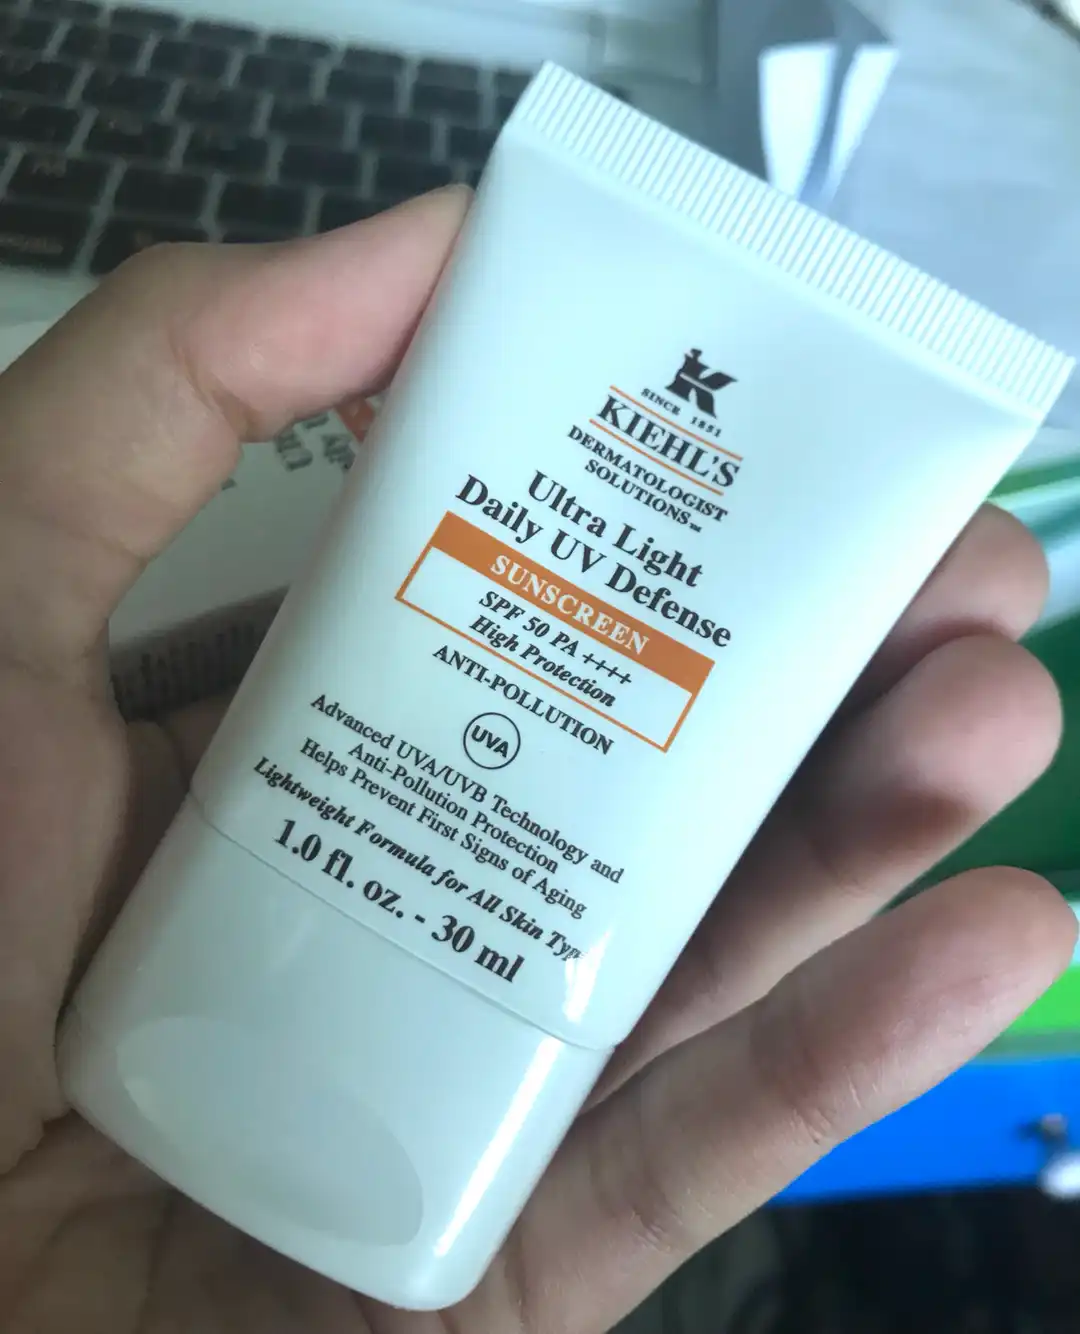 SINCE 1851
KIEHL'S
DERMATOLOGIST
SOLUTIONS™
Ultra Light
Daily UV Defense
SUNSCREEN
SPF 50 PA ++++
High Protection
ANTI-POLLUTION
UVA
Advanced UVA/UVB Technology and
Anti-Pollution Protection
Helps Prevent First Signs of Aging
Lightweight Formula for All Skin
1.0 fl. oz. - 30 ml